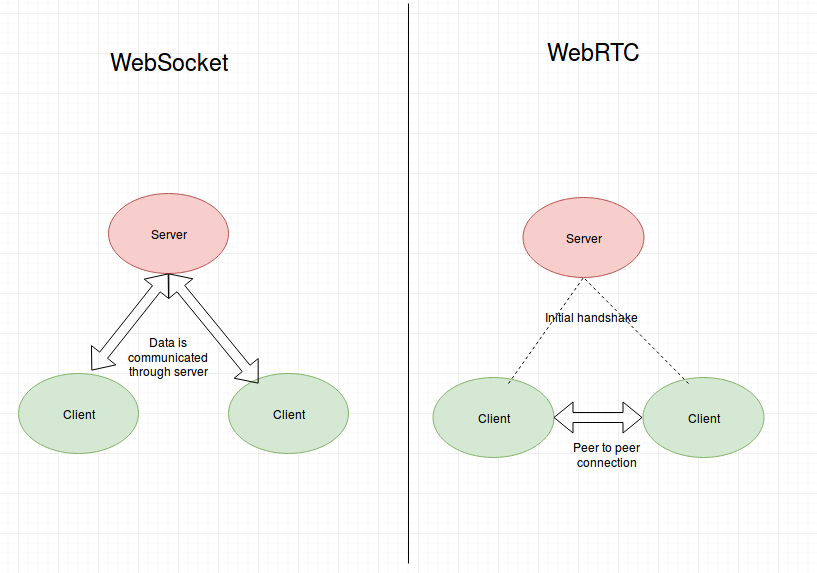 WebSocket
Server
Data is
communicated
through server
Client
Client
WebRTC
Server
Initial handshake
Client
Client
Peer to peer
connection